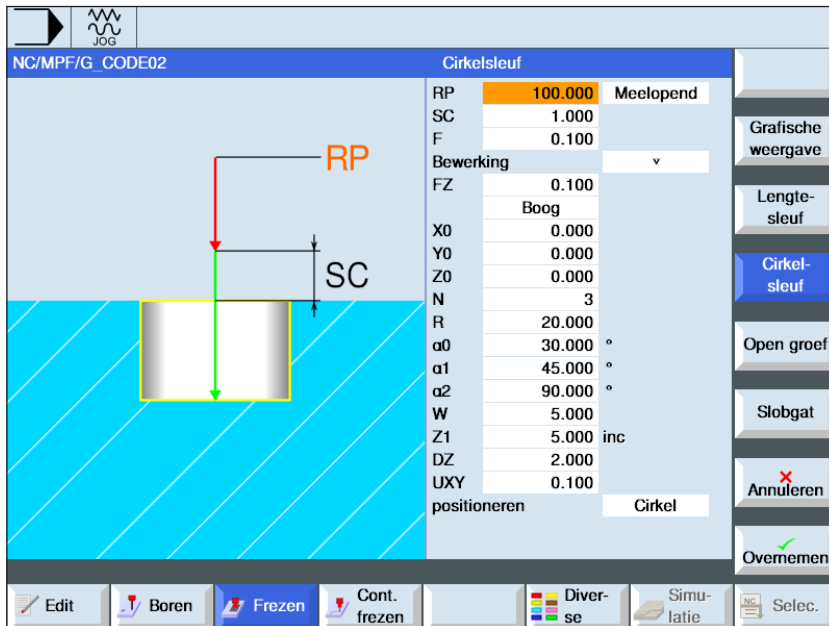 JOG
NC/MPF/G_CODE02
Cirkelsleuf
RP 100.000 Meelopend
SC 1.000
F 0.100
Bewerking ▿
FZ 0.100
Boog
X0 0.000
Y0 0.000
Z0 0.000
N 3
R 20.000
α0 30.000 °
α1 45.000 °
α2 90.000 °
W 5.000
Z1 5.000 inc
DZ 2.000
UXY 0.100
positioneren Cirkel
RP
SC
Grafische
weergave
Lengte-
sleuf
Cirkel-
sleuf
Open groef
Slobgat
Annuleren
Overnemen
Edit
Boren
Frezen
Cont.
frezen
Diver-
se
Simu-
latie
NC
Selec.